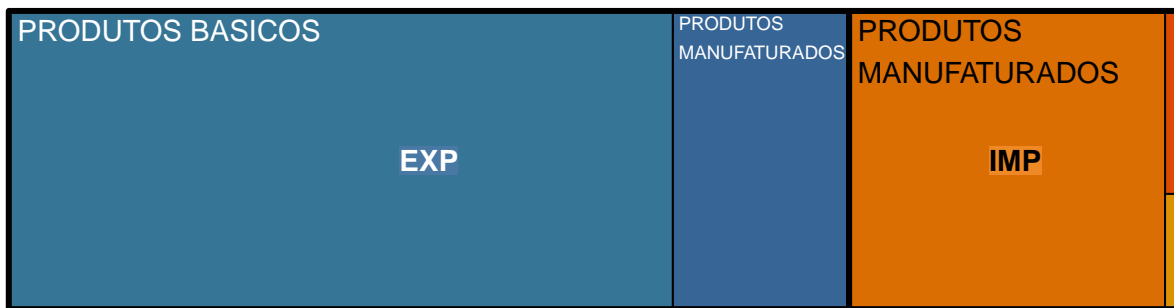 PRODUTOS BASICOS
PRODUTOS
MANUFATURADOS
PRODUTOS
MANUFATURADOS
EXP
IMP